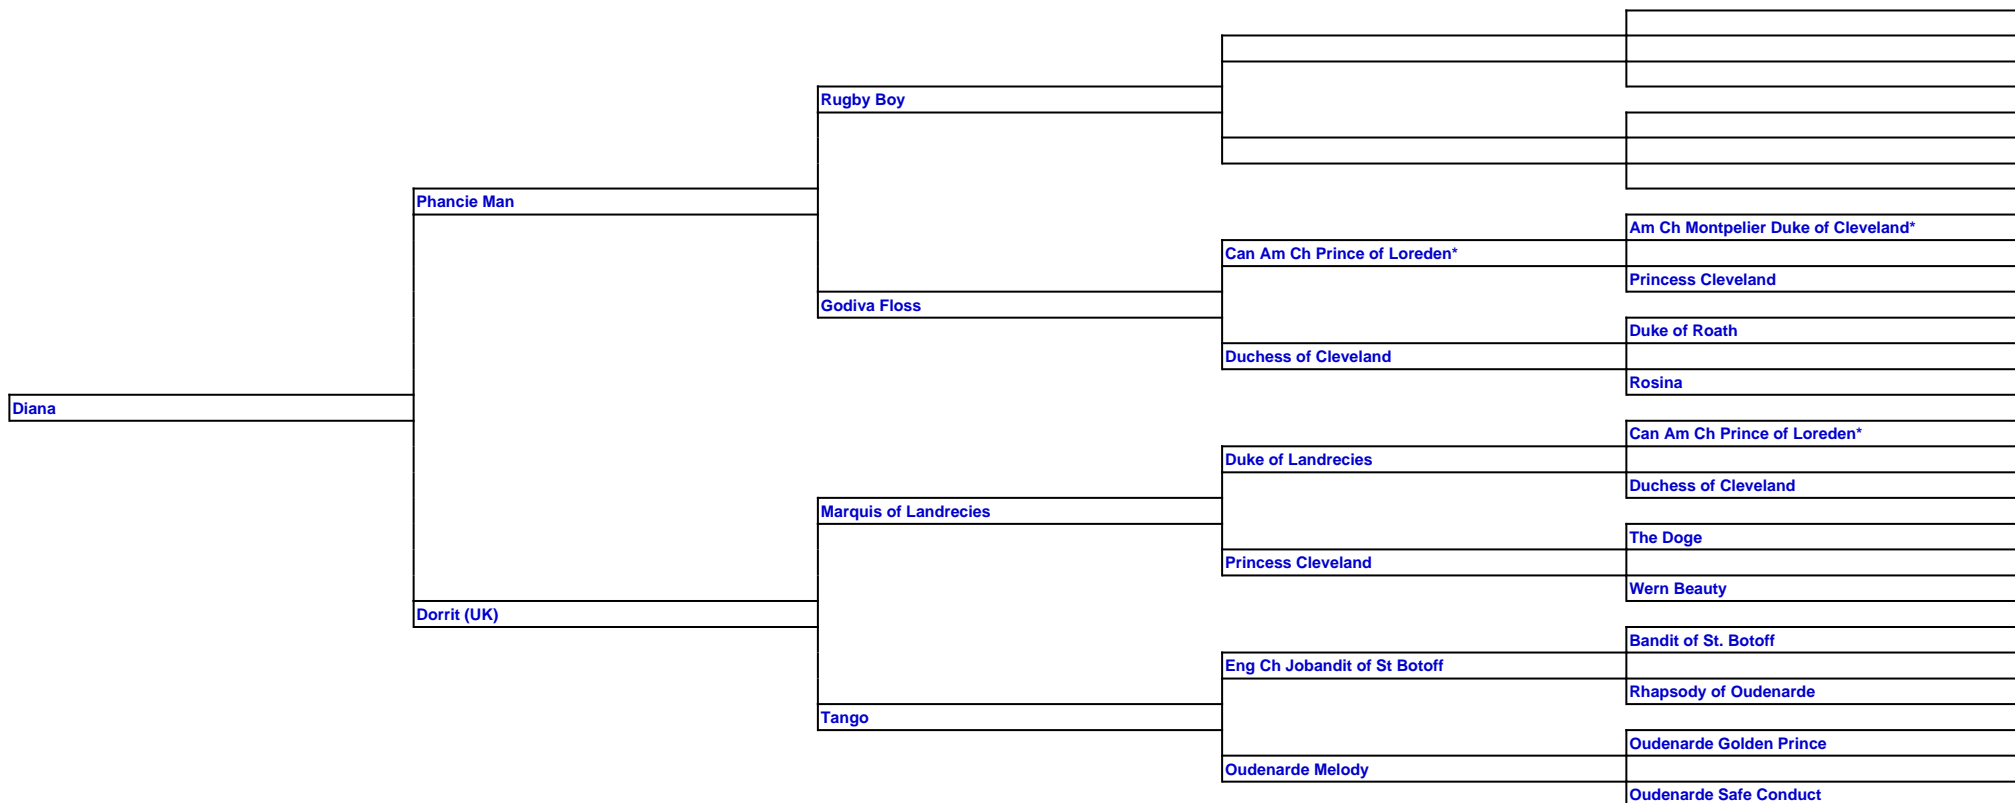 Rugby Boy
Phancie Man
Am Ch Montpelier Duke of Cleveland*
Can Am Ch Prince of Loreden*
Princess Cleveland
Godiva Floss
Duke of Roath
Duchess of Cleveland
Rosina
Diana
Can Am Ch Prince of Loreden*
Duke of Landrecies
Duchess of Cleveland
Marquis of Landrecies
The Doge
Princess Cleveland
Wern Beauty
Dorrit (UK)
Bandit of St. Botoff
Eng Ch Jobandit of St Botoff
Rhapsody of Oudenarde
Tango
Oudenarde Golden Prince
Oudenarde Melody
Oudenarde Safe Conduct